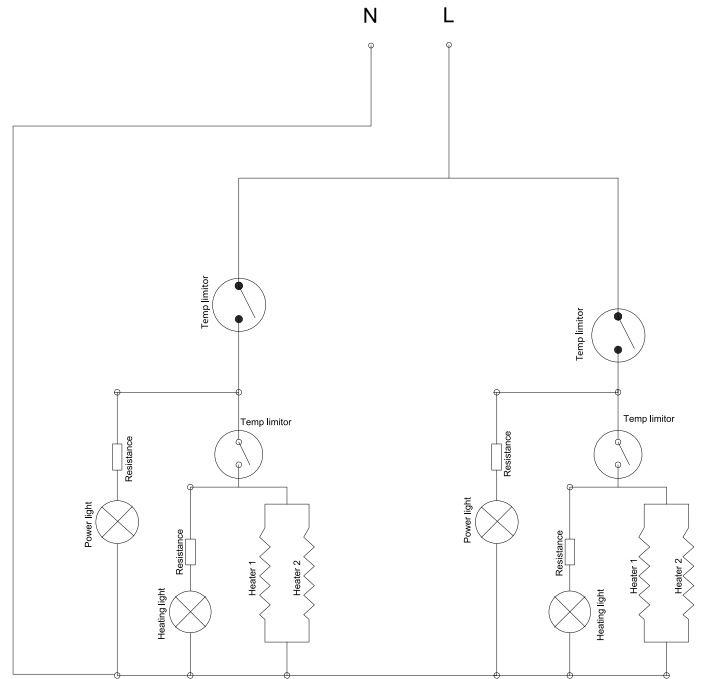 N
L
Temp limitor
Temp limitor
Temp limitor
Temp limitor
Resistance
Resistance
Power light
Power light
Resistance
Resistance
Heater 1
Heater 2
Heater 1
Heater 2
Heating light
Heating light